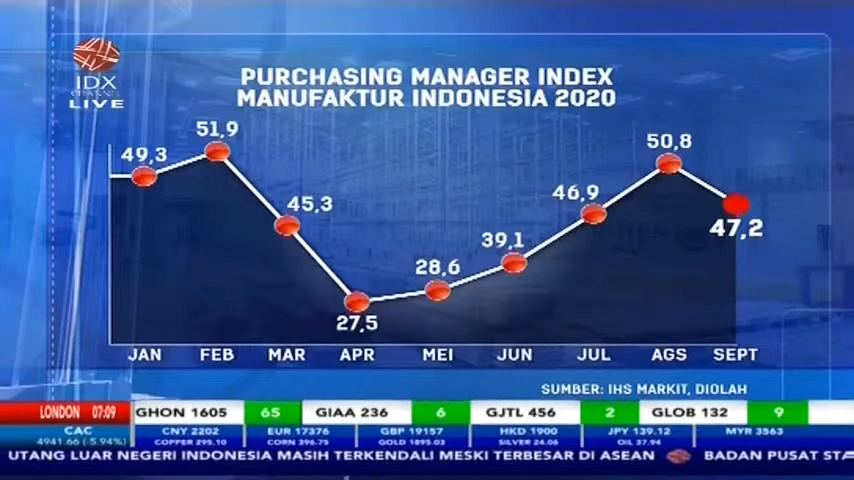 IDX
CHANNEL
LIVE
PURCHASING MANAGER INDEX
MANUFAKTUR INDONESIA 2020
49,3
51,9
45,3
27,5
28,6
39,1
46,9
50,8
47,2
JAN FEB MAR APR MEI JUN JUL AGS SEPT
SUMBER: IHS MARKIT, DIOLAH
LONDON 07:09 GHON 1605 65 GIAA 236 6 GJTL 456 2 GLOB 132 9
CAC CNY 2202 EUR 17376 GBP 19157 HKD 1900 JPY 139.12 MYR 3563
4941.66 (-5.94%) COPPER 295.10 CORN 396.75 GOLD 1895.03 SILVER 24.06 OIL 37.94
UTANG LUAR NEGERI INDONESIA MASIH TERKENDALI MESKI TERBESAR DI ASEAN BADAN PUSAT STA